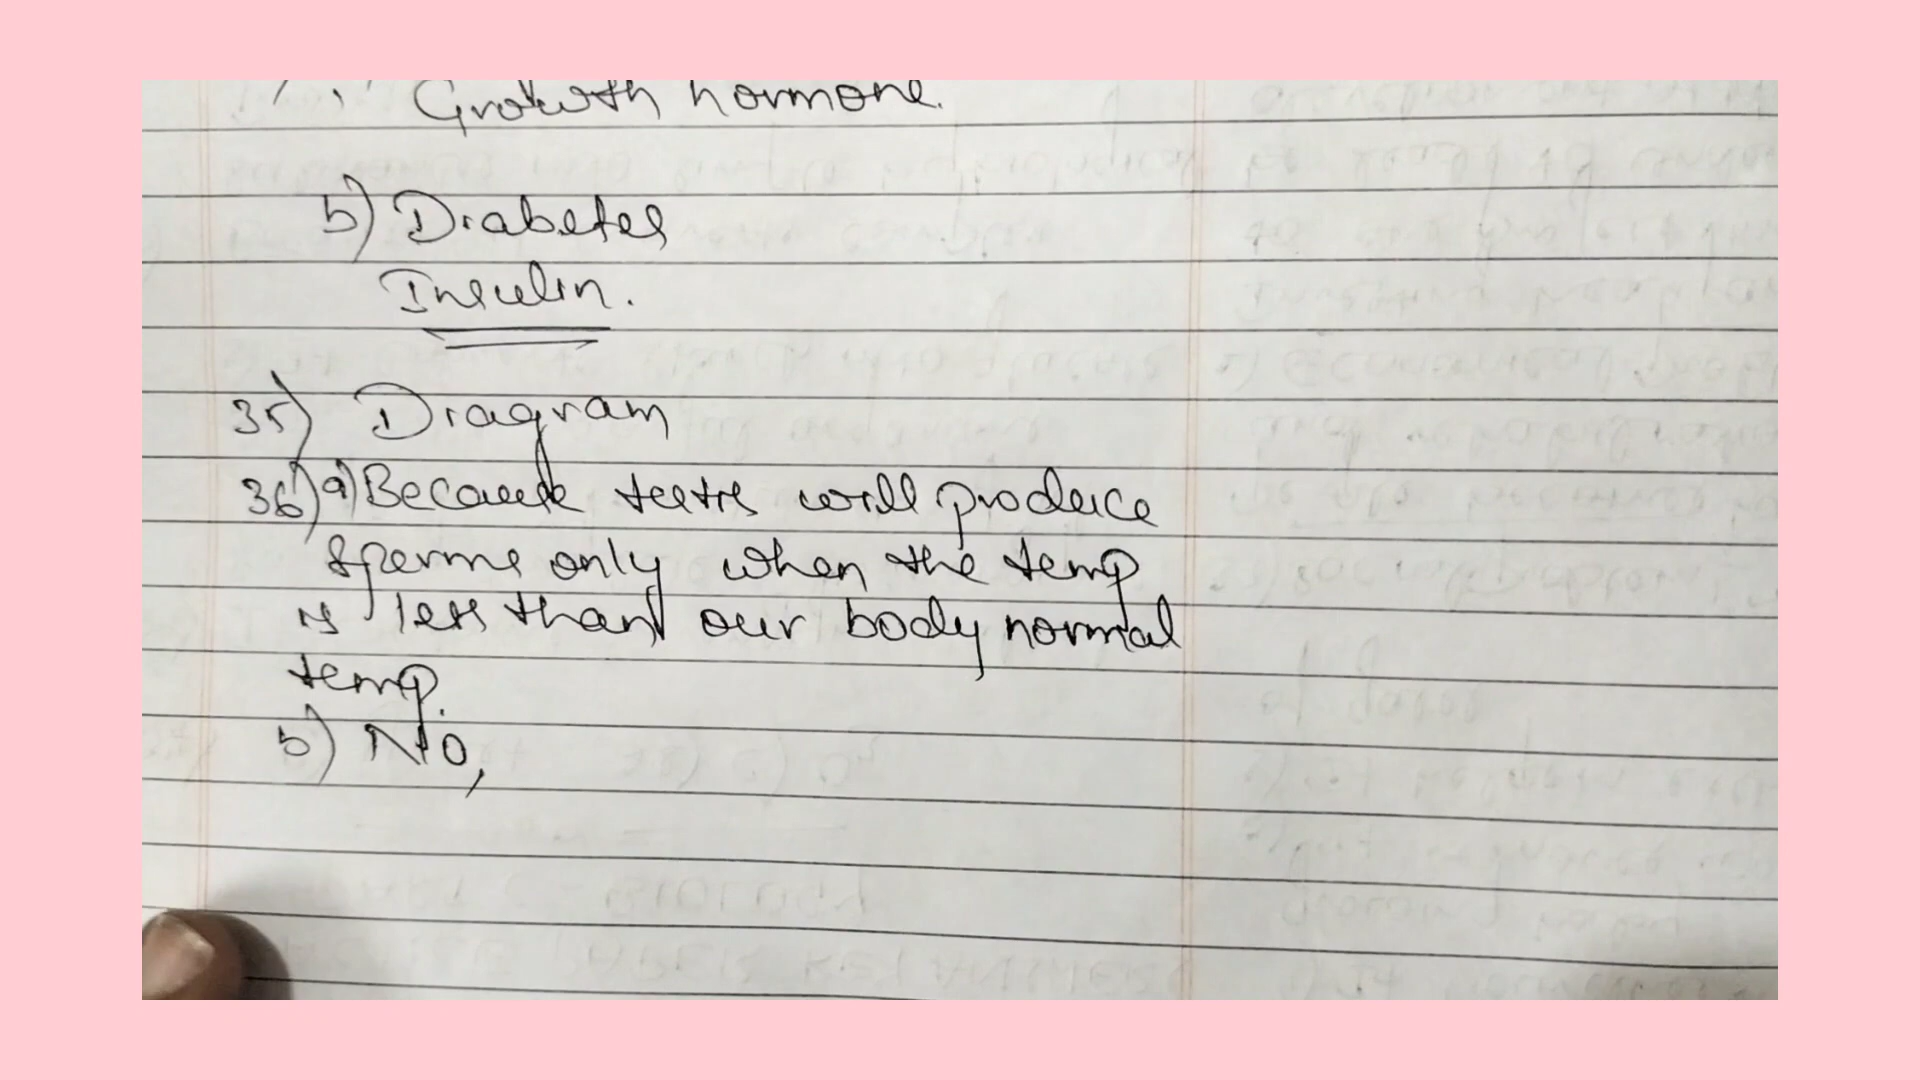 Growth hormone.
b) Diabetes
Insulin.
35) Diagram
36) a) Because testis will produce
sperms only when the temp
is less than our body normal
temp.
b) No,